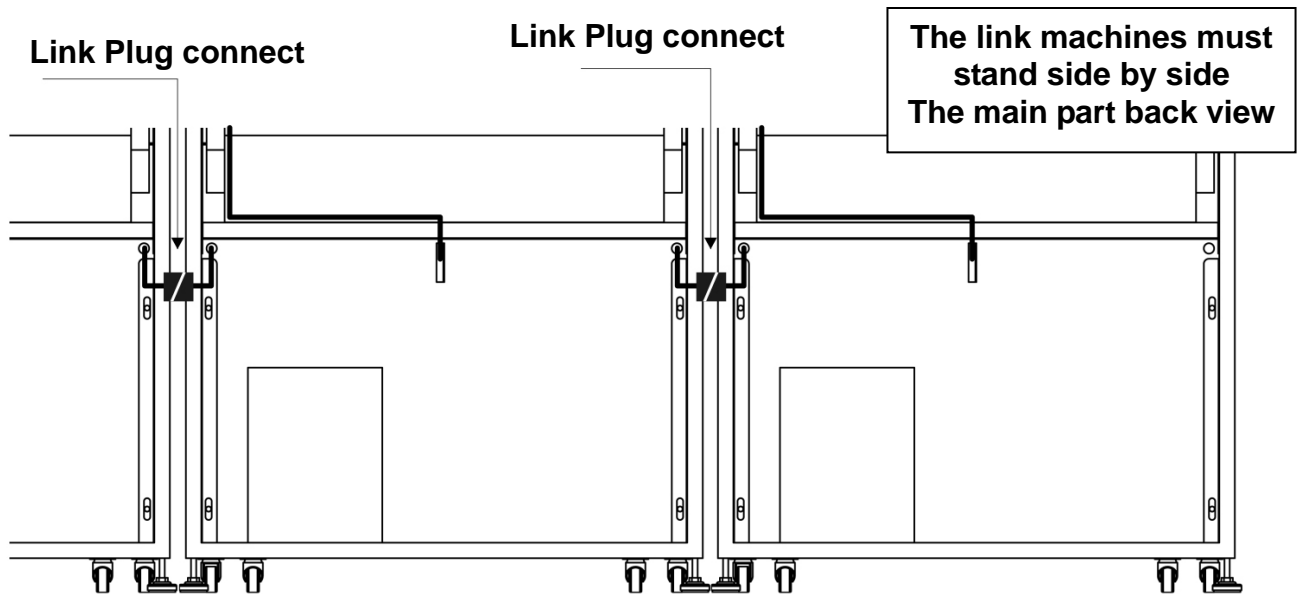 Link Plug connect
Link Plug connect
The link machines must
stand side by side
The main part back view